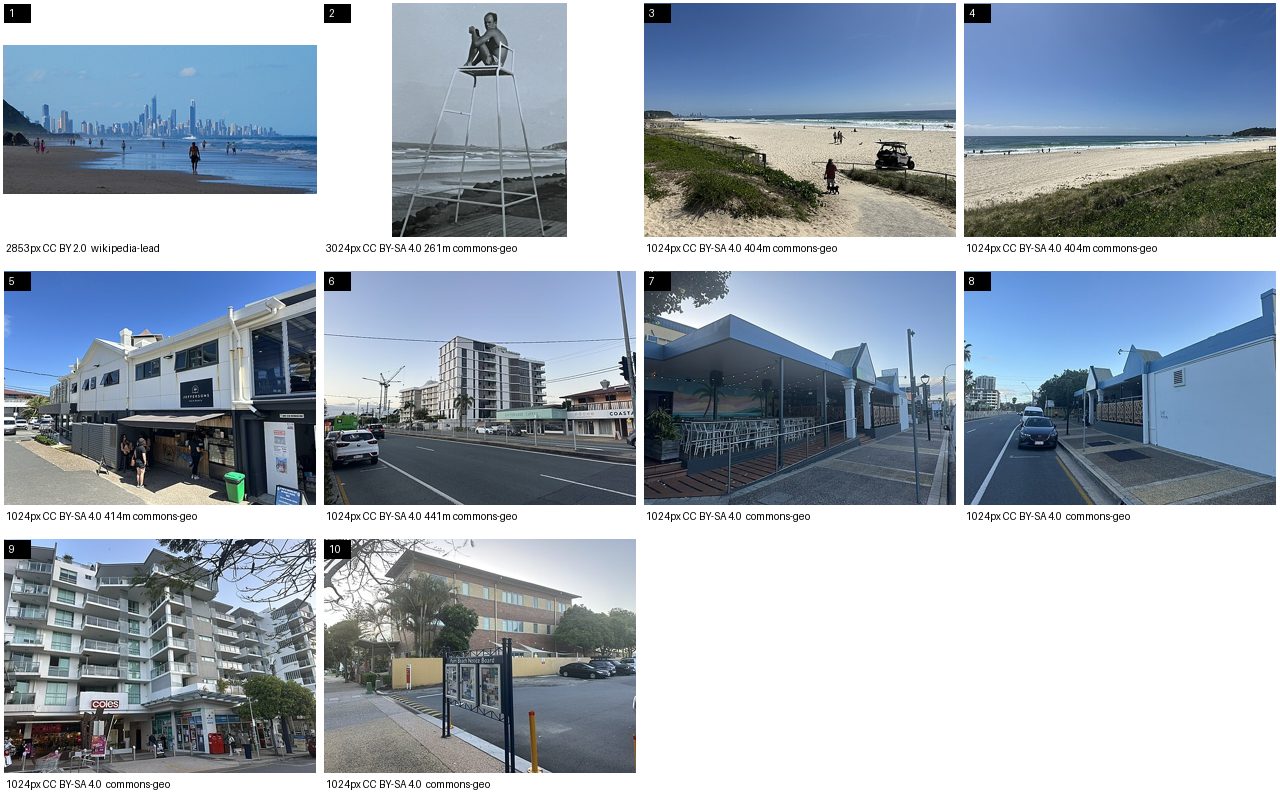 1
2
3
4
2853px CC BY 2.0 wikipedia-lead
3024px CC BY-SA 4.0 261m commons-geo
1024px CC BY-SA 4.0 404m commons-geo
1024px CC BY-SA 4.0 404m commons-geo
5
6
7
8
JEFFERSONS
COASTA
1024px CC BY-SA 4.0 414m commons-geo
1024px CC BY-SA 4.0 441m commons-geo
1024px CC BY-SA 4.0 commons-geo
1024px CC BY-SA 4.0 commons-geo
9
10
coles
Palm Beach Notice Board
1024px CC BY-SA 4.0 commons-geo
1024px CC BY-SA 4.0 commons-geo